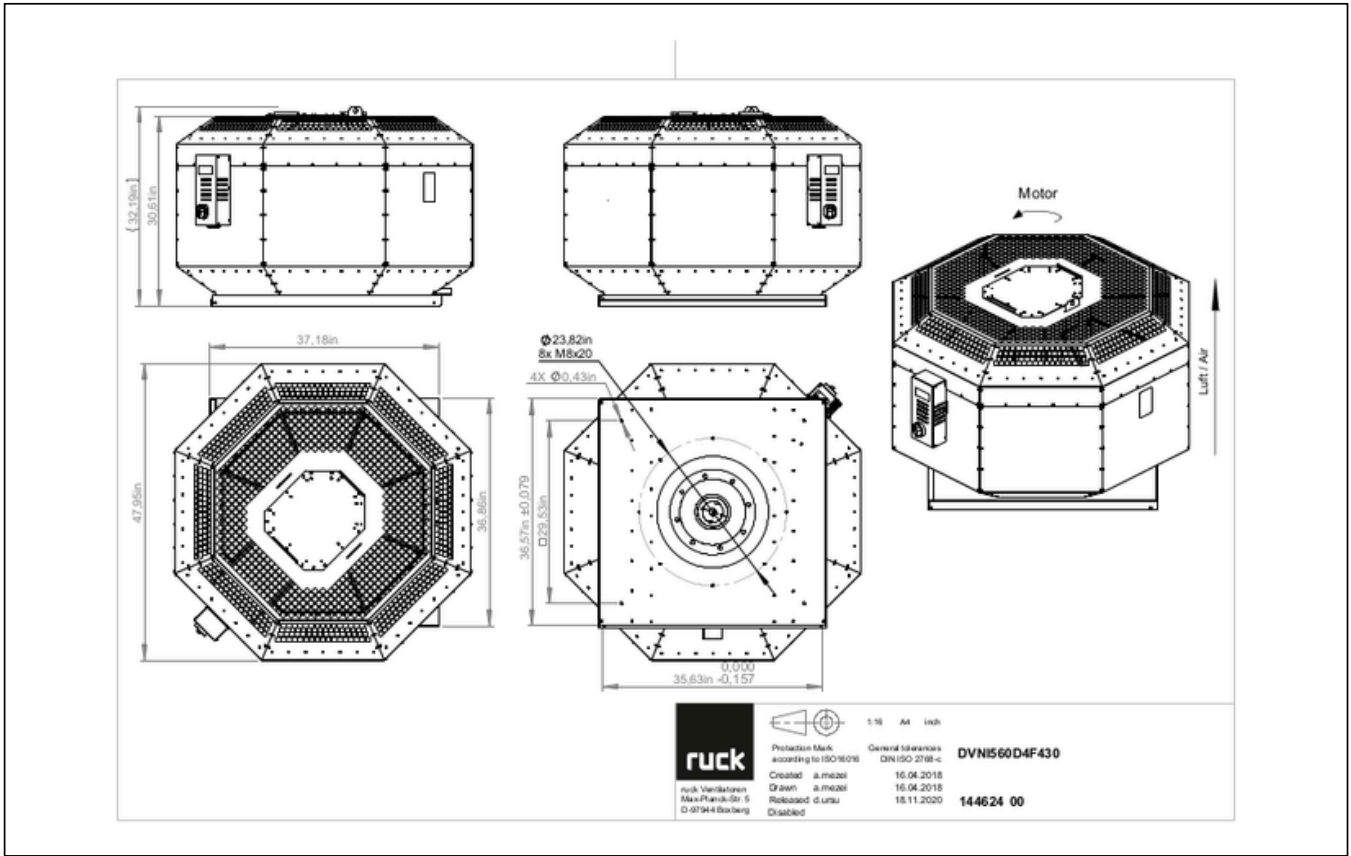 { 32,19in }
30,61in
Motor
Luft / Air
37,18in
47,95in
36,86in
Ø23,82in
8x M8x20
4X Ø0,43in
36,57in ±0,079
□29,53in
0,000
35,63in -0,157
ruck
ruck Ventilatoren
Max-Planck-Str. 5
D-97944 Boxberg
1:16 A4 inch
Protection Mark
according to ISO16016
General tolerances
DIN ISO 2768-c
DVNI560D4F430
Created a.mezei 16.04.2018
Drawn a.mezei 16.04.2018
Released d.ursu 18.11.2020
Disabled
144624 00